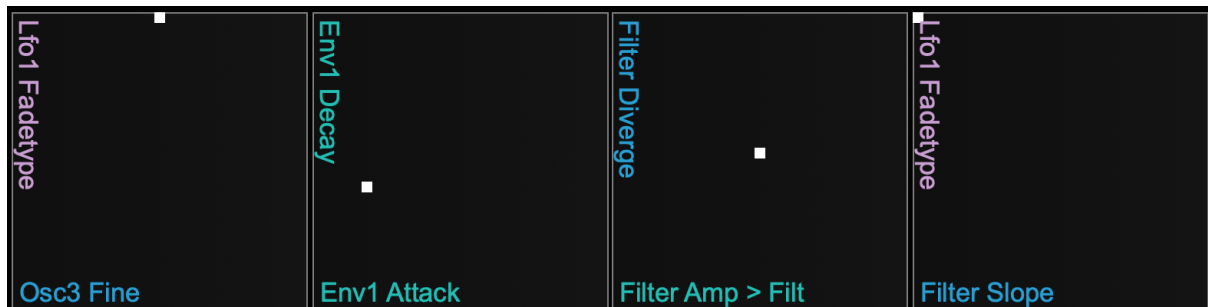 Lfo1 Fadetype
Osc3 Fine
Env1 Decay
Env1 Attack
Filter Diverge
Filter Amp > Filt
Lfo1 Fadetype
Filter Slope